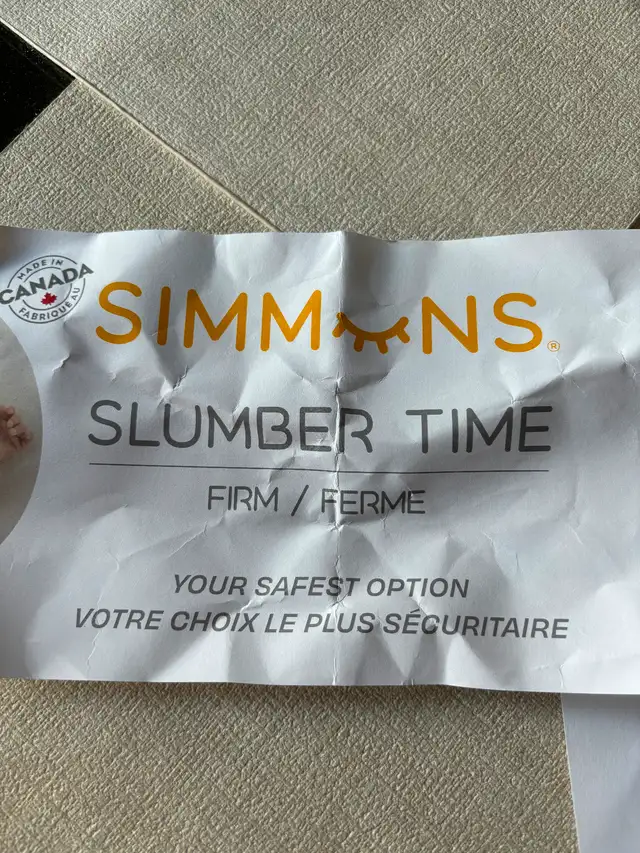 MADE IN
CANADA
FABRIQUÉ AU
SIMMONS®
SLUMBER TIME
FIRM / FERME
YOUR SAFEST OPTION
VOTRE CHOIX LE PLUS SÉCURITAIRE